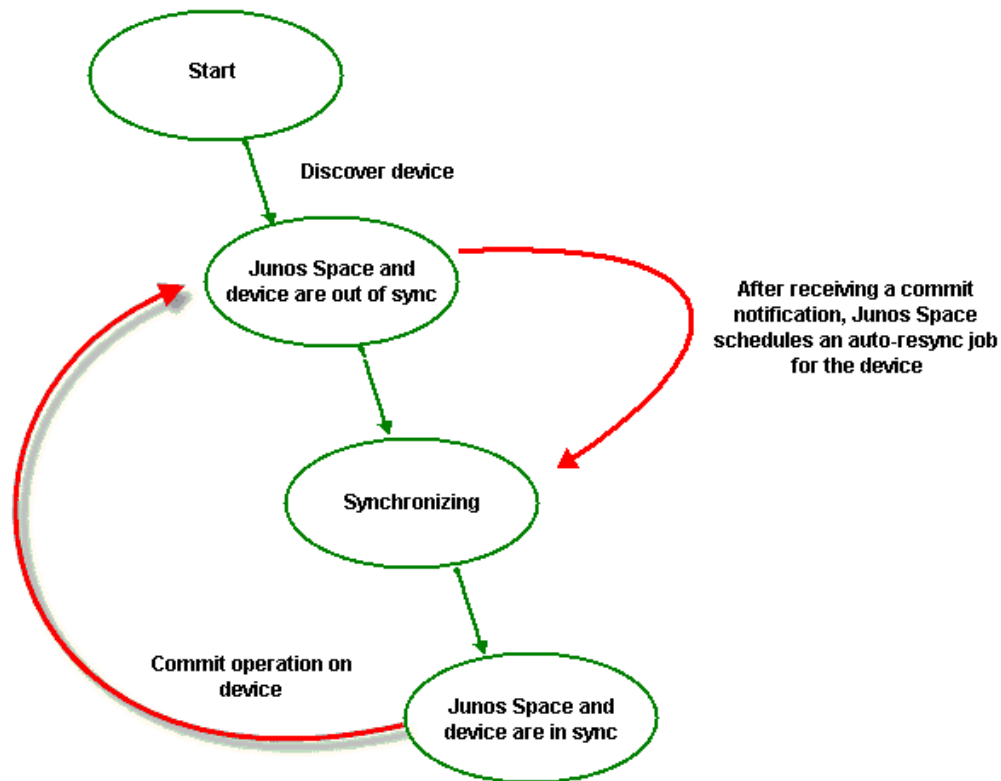 Start
Discover device
Junos Space and
device are out of sync
After receiving a commit
notification, Junos Space
schedules an auto-resync job
for the device
Synchronizing
Commit operation on
device
Junos Space and
device are in sync